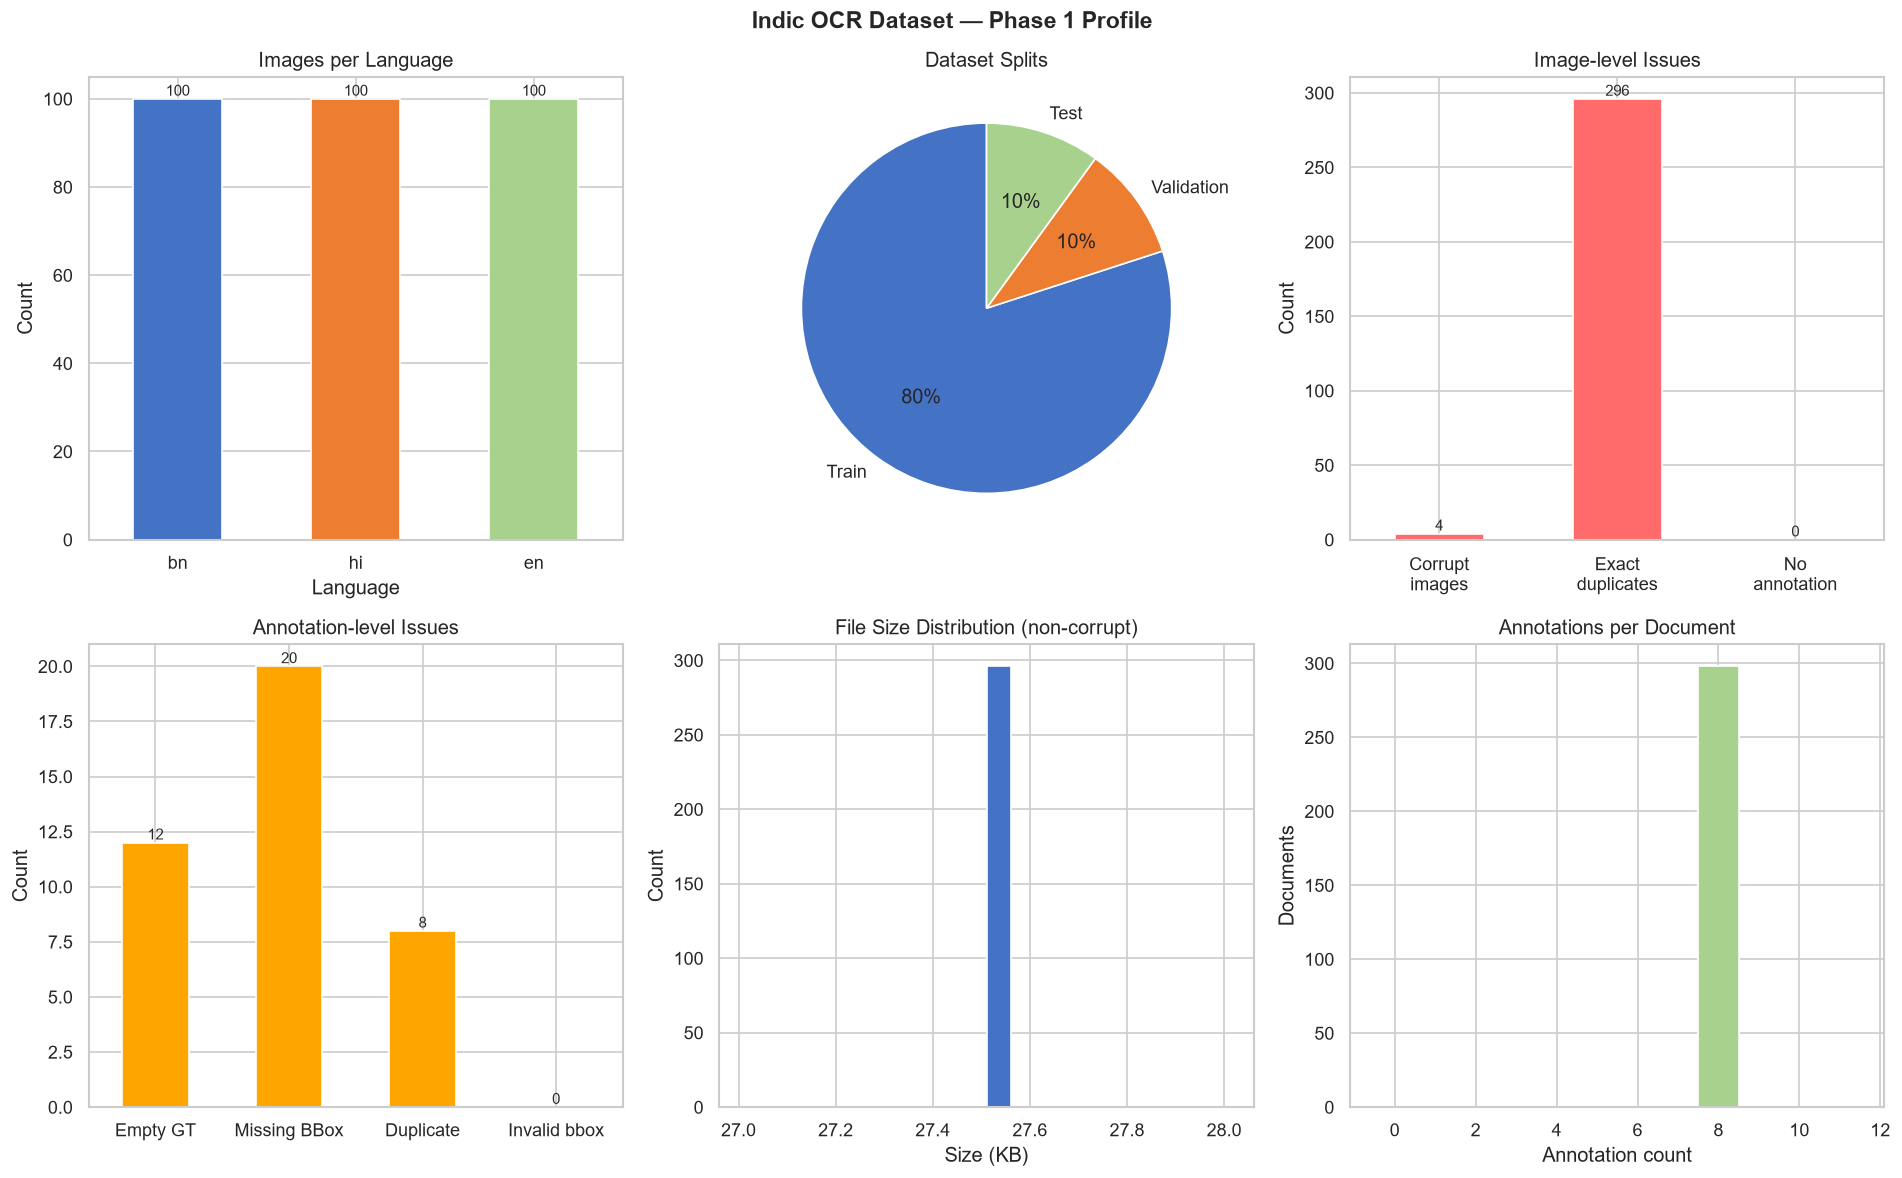 Indic OCR Dataset — Phase 1 Profile
Images per Language
100
100
100
100
80
60
40
20
0
Count
bn
hi
en
Language
Dataset Splits
Test
Validation
10%
10%
80%
Train
Image-level Issues
300
250
200
150
100
50
0
Count
4
296
0
Corrupt
images
Exact
duplicates
No
annotation
Annotation-level Issues
20.0
17.5
15.0
12.5
10.0
7.5
5.0
2.5
0.0
Count
12
20
8
0
Empty GT
Missing BBox
Duplicate
Invalid bbox
File Size Distribution (non-corrupt)
300
250
200
150
100
50
0
Count
27.0
27.2
27.4
27.6
27.8
28.0
Size (KB)
Annotations per Document
300
250
200
150
100
50
0
Documents
0
2
4
6
8
10
12
Annotation count